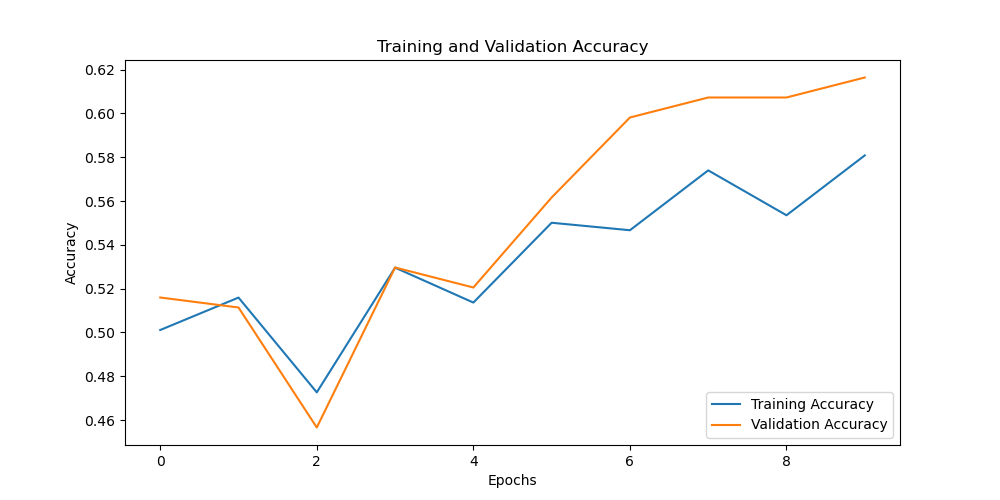 Training and Validation Accuracy
Accuracy
0.62
0.60
0.58
0.56
0.54
0.52
0.50
0.48
0.46
Training Accuracy
Validation Accuracy
0 2 4 6 8
Epochs